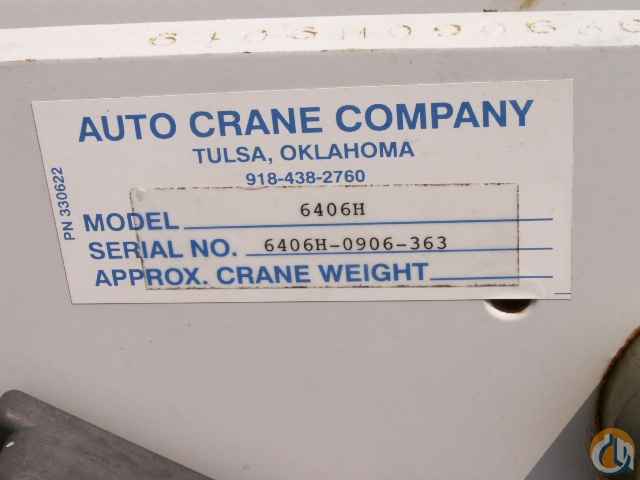 AUTO CRANE COMPANY
TULSA, OKLAHOMA
918-438-2760
PN 330622
MODEL 6406H
SERIAL NO. 6406H-0906-363
APPROX. CRANE WEIGHT